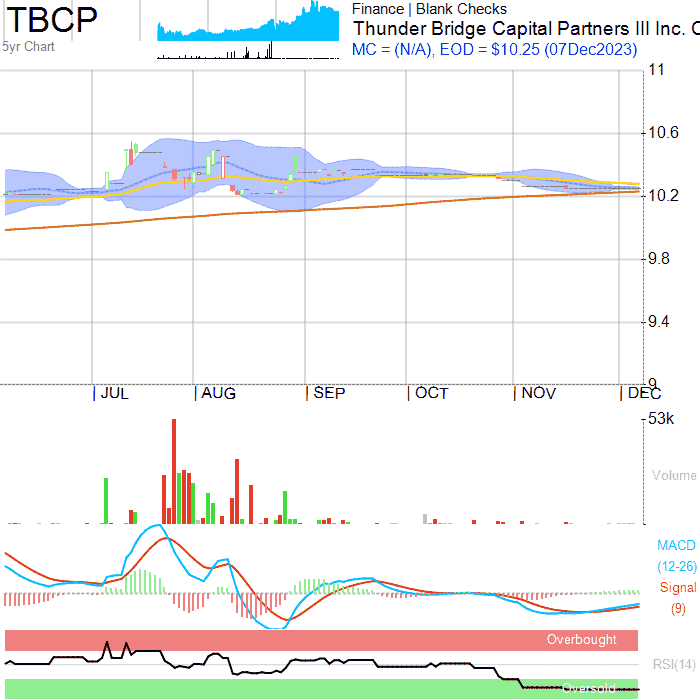 TBCP
5yr Chart
Finance | Blank Checks
Thunder Bridge Capital Partners III Inc.
MC = (N/A), EOD = $10.25 (07Dec2023)
11
10.6
10.2
9.8
9.4
9
JUL AUG SEP OCT NOV DEC
53k
Volume
MACD
(12-26)
Signal
(9)
Overbought
RSI(14)
Oversold